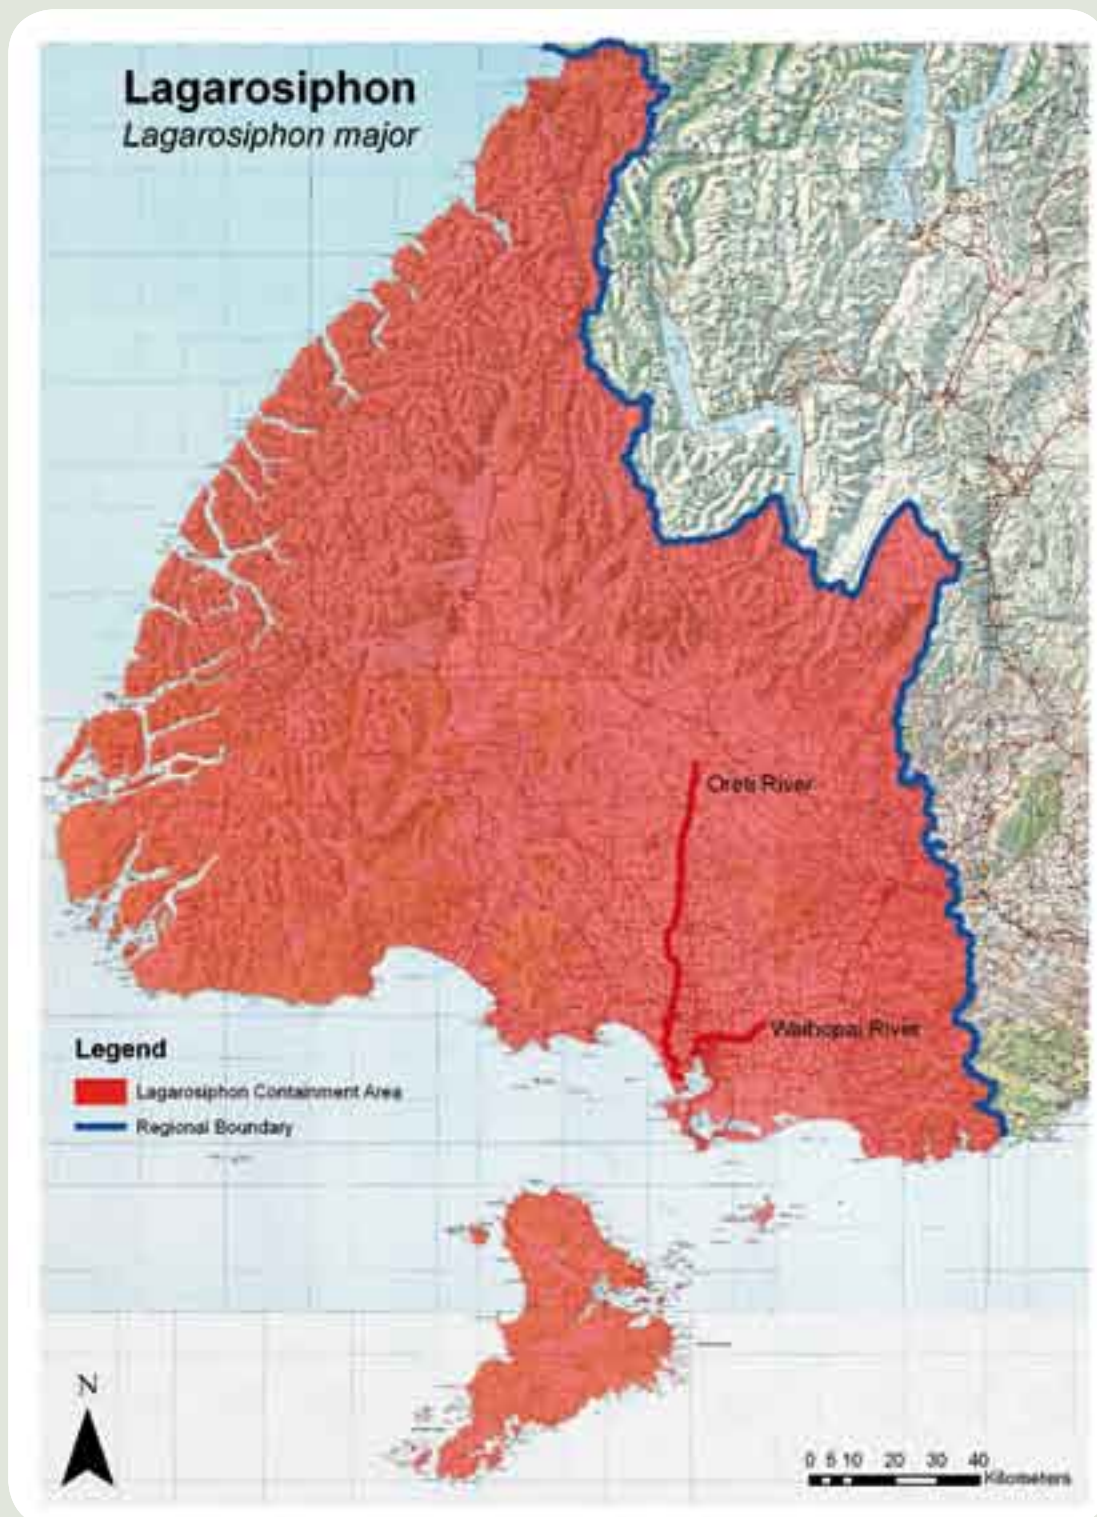 Lagarosiphon
Lagarosiphon major
Oreti River
Waihopai River
Legend
Lagarosiphon Containment Area
Regional Boundary
N
0 5 10 20 30 40
Kilometers